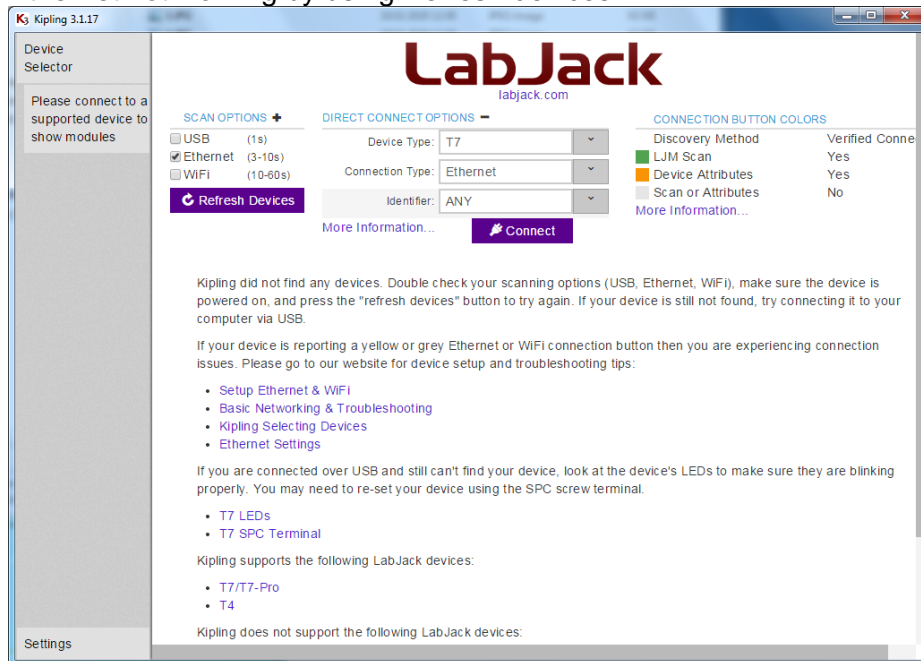 Kipling 3.1.17
Device
Selector
Please connect to a
supported device to
show modules
Settings
LabJack
labjack.com
SCAN OPTIONS +
USB (1s)
Ethernet (3-10s)
WiFi (10-60s)
Refresh Devices
DIRECT CONNECT OPTIONS −
Device Type: T7
Connection Type: Ethernet
Identifier: ANY
More Information...
Connect
CONNECTION BUTTON COLORS
Discovery Method Verified Conne
LJM Scan Yes
Device Attributes Yes
Scan or Attributes No
More Information...
Kipling did not find any devices. Double check your scanning options (USB, Ethernet, WiFi), make sure the device is
powered on, and press the "refresh devices" button to try again. If your device is still not found, try connecting it to your
computer via USB.
If your device is reporting a yellow or grey Ethernet or WiFi connection button then you are experiencing connection
issues. Please go to our website for device setup and troubleshooting tips:
• Setup Ethernet & WiFi
• Basic Networking & Troubleshooting
• Kipling Selecting Devices
• Ethernet Settings
If you are connected over USB and still can't find your device, look at the device's LEDs to make sure they are blinking
properly. You may need to re-set your device using the SPC screw terminal.
• T7 LEDs
• T7 SPC Terminal
Kipling supports the following LabJack devices:
• T7/T7-Pro
• T4
Kipling does not support the following LabJack devices: